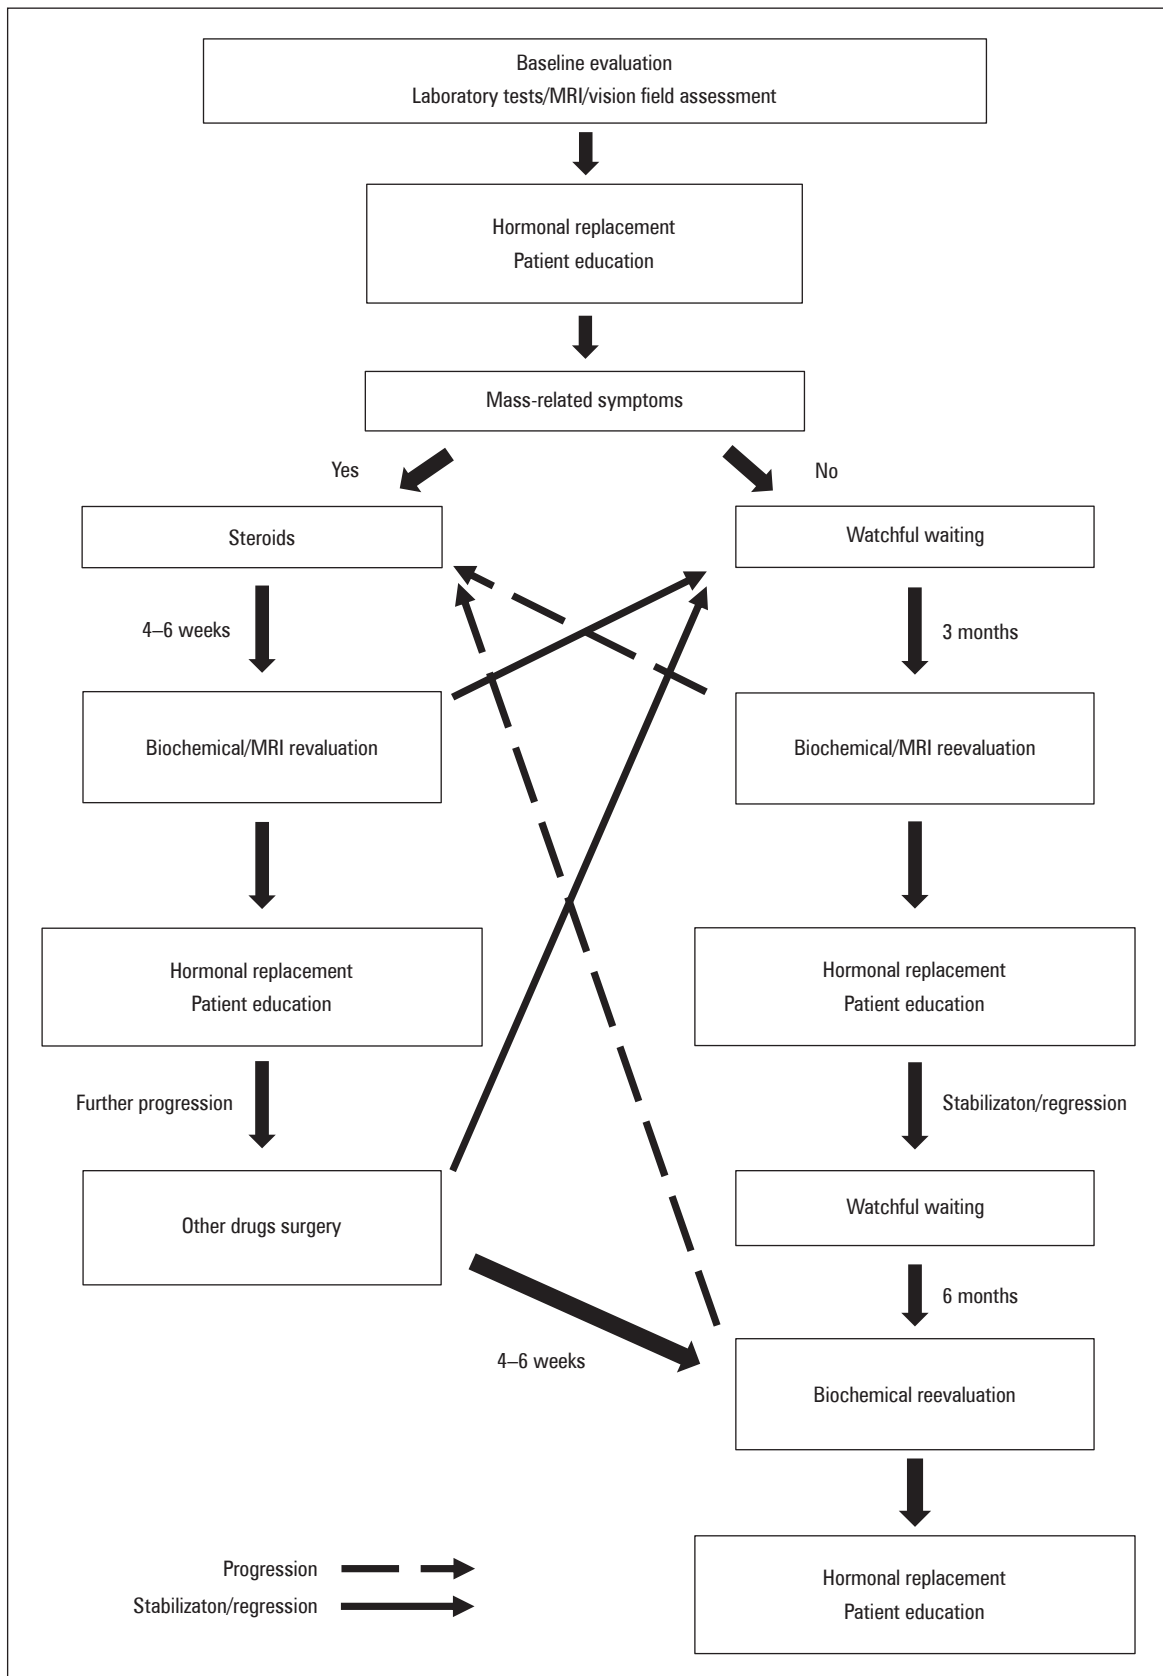 Baseline evaluation
Laboratory tests/MRI/vision field assessment
Hormonal replacement
Patient education
Mass-related symptoms
Yes
No
Steroids
Watchful waiting
4–6 weeks
3 months
Biochemical/MRI revaluation
Biochemical/MRI reevaluation
Hormonal replacement
Patient education
Hormonal replacement
Patient education
Further progression
Stabilizaton/regression
Other drugs surgery
Watchful waiting
6 months
4–6 weeks
Biochemical reevaluation
Hormonal replacement
Patient education
Progression
Stabilizaton/regression